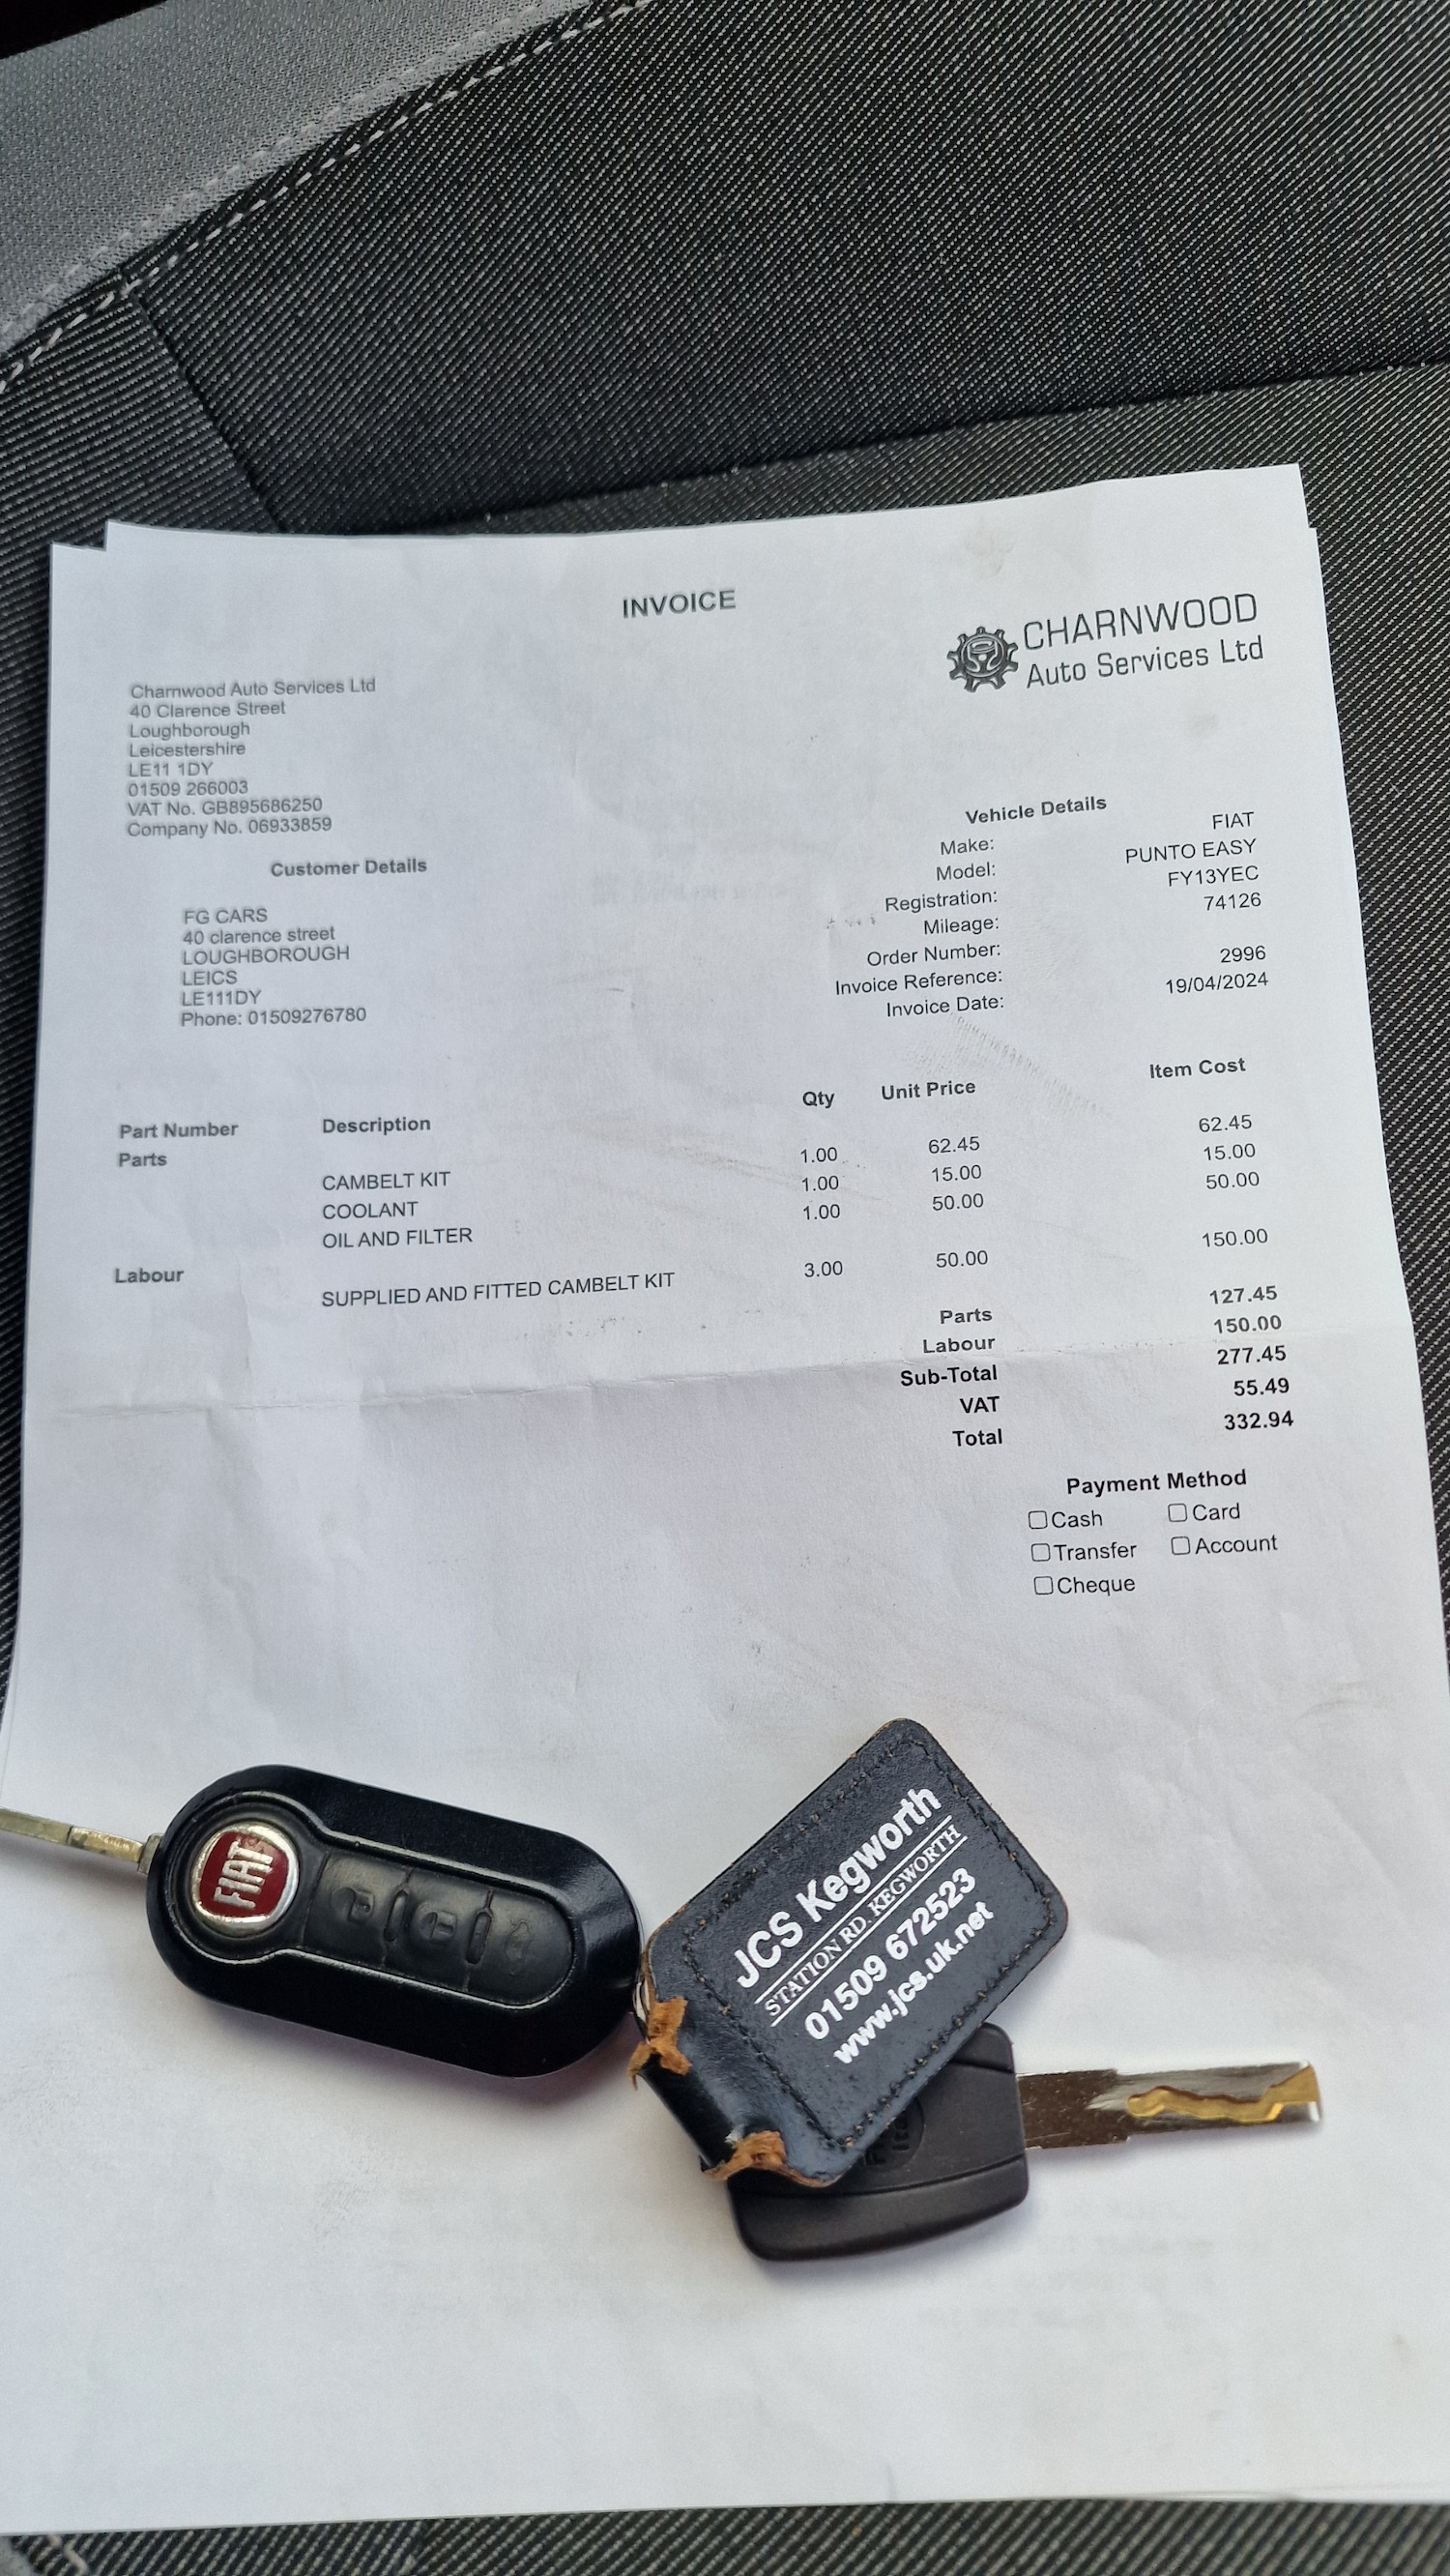 INVOICE
CHARNWOOD
Auto Services Ltd
Charnwood Auto Services Ltd
40 Clarence Street
Loughborough
Leicestershire
LE11 1DY
01509 266003
VAT No. GB895686250
Company No. 06933859
Customer Details
FG CARS
40 clarence street
LOUGHBOROUGH
LEICS
LE111DY
Phone: 01509276780
Vehicle Details
Make: FIAT
Model: PUNTO EASY
Registration: FY13YEC
Mileage: 74126
Order Number:
Invoice Reference: 2996
Invoice Date: 19/04/2024
Part Number Description Qty Unit Price Item Cost
Parts
CAMBELT KIT 1.00 62.45 62.45
COOLANT 1.00 15.00 15.00
OIL AND FILTER 1.00 50.00 50.00
Labour
SUPPLIED AND FITTED CAMBELT KIT 3.00 50.00 150.00
Parts 127.45
Labour 150.00
Sub-Total 277.45
VAT 55.49
Total 332.94
Payment Method
Cash Card
Transfer Account
Cheque
FIAT
JCS Kegworth
STATION RD. KEGWORTH
01509 672523
www.jcs.uk.net